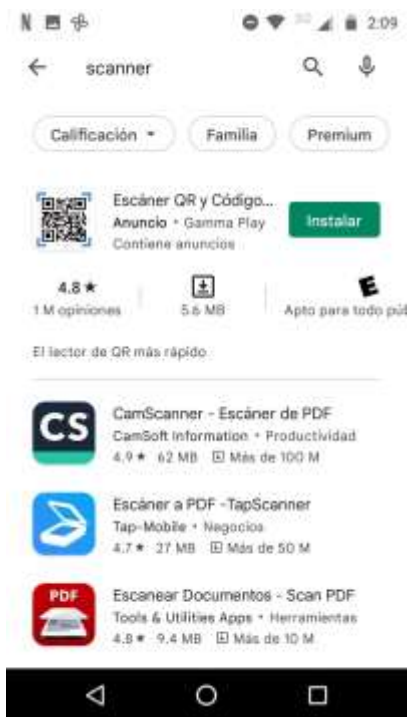 2:09
scanner
Calificación
Familia
Premium
Escáner QR y Código...
Anuncio • Gamma Play
Contiene anuncios
Instalar
4.8 ★
1 M opiniones
5.6 MB
E
Apto para todo púb
El lector de QR más rápido
CS
CamScanner - Escáner de PDF
CamSoft Information • Productividad
4.9 ★ 62 MB Más de 100 M
Escáner a PDF -TapScanner
Tap-Mobile • Negocios
4.7 ★ 27 MB Más de 50 M
PDF
Escanear Documentos - Scan PDF
Tools & Utilities Apps • Herramientas
4.8 ★ 9.4 MB Más de 10 M